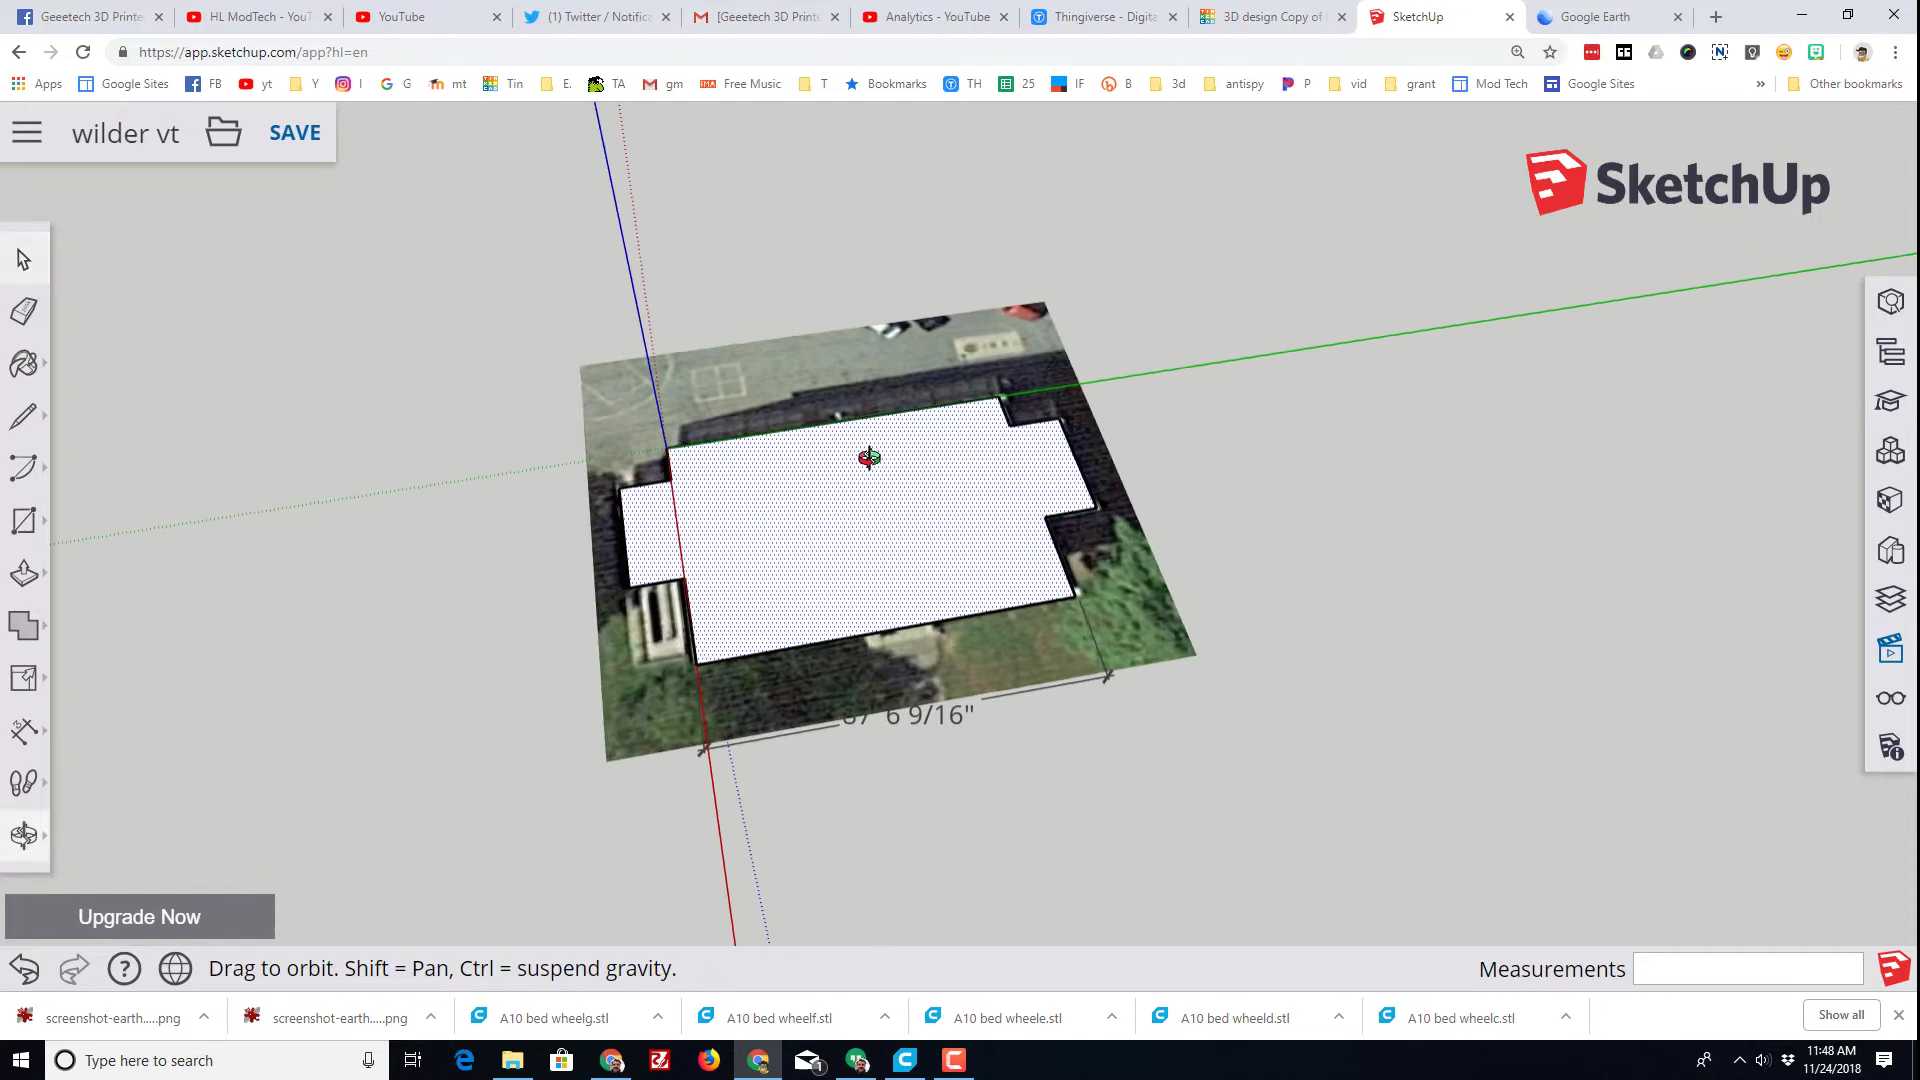 Geeetech 3D Printe
HL ModTech - YouT
YouTube
(1) Twitter / Notifica
[Geeetech 3D Printe
Analytics - YouTube
Thingiverse - Digita
3D design Copy of
SketchUp
Google Earth
https://app.sketchup.com/app?hl=en
Apps
Google Sites
FB
yt
Y
I
G
mt
Tin
E.
TA
gm
Free Music
T
Bookmarks
TH
25
IF
B
3d
antispy
P
vid
grant
Mod Tech
Google Sites
»
Other bookmarks
wilder vt
SAVE
SketchUp
6 9/16"
Upgrade Now
Drag to orbit. Shift = Pan, Ctrl = suspend gravity.
Measurements
screenshot-earth.....png
screenshot-earth.....png
A10 bed wheelg.stl
A10 bed wheelf.stl
A10 bed wheele.stl
A10 bed wheeld.stl
A10 bed wheelc.stl
Show all
Type here to search
11:48 AM
11/24/2018